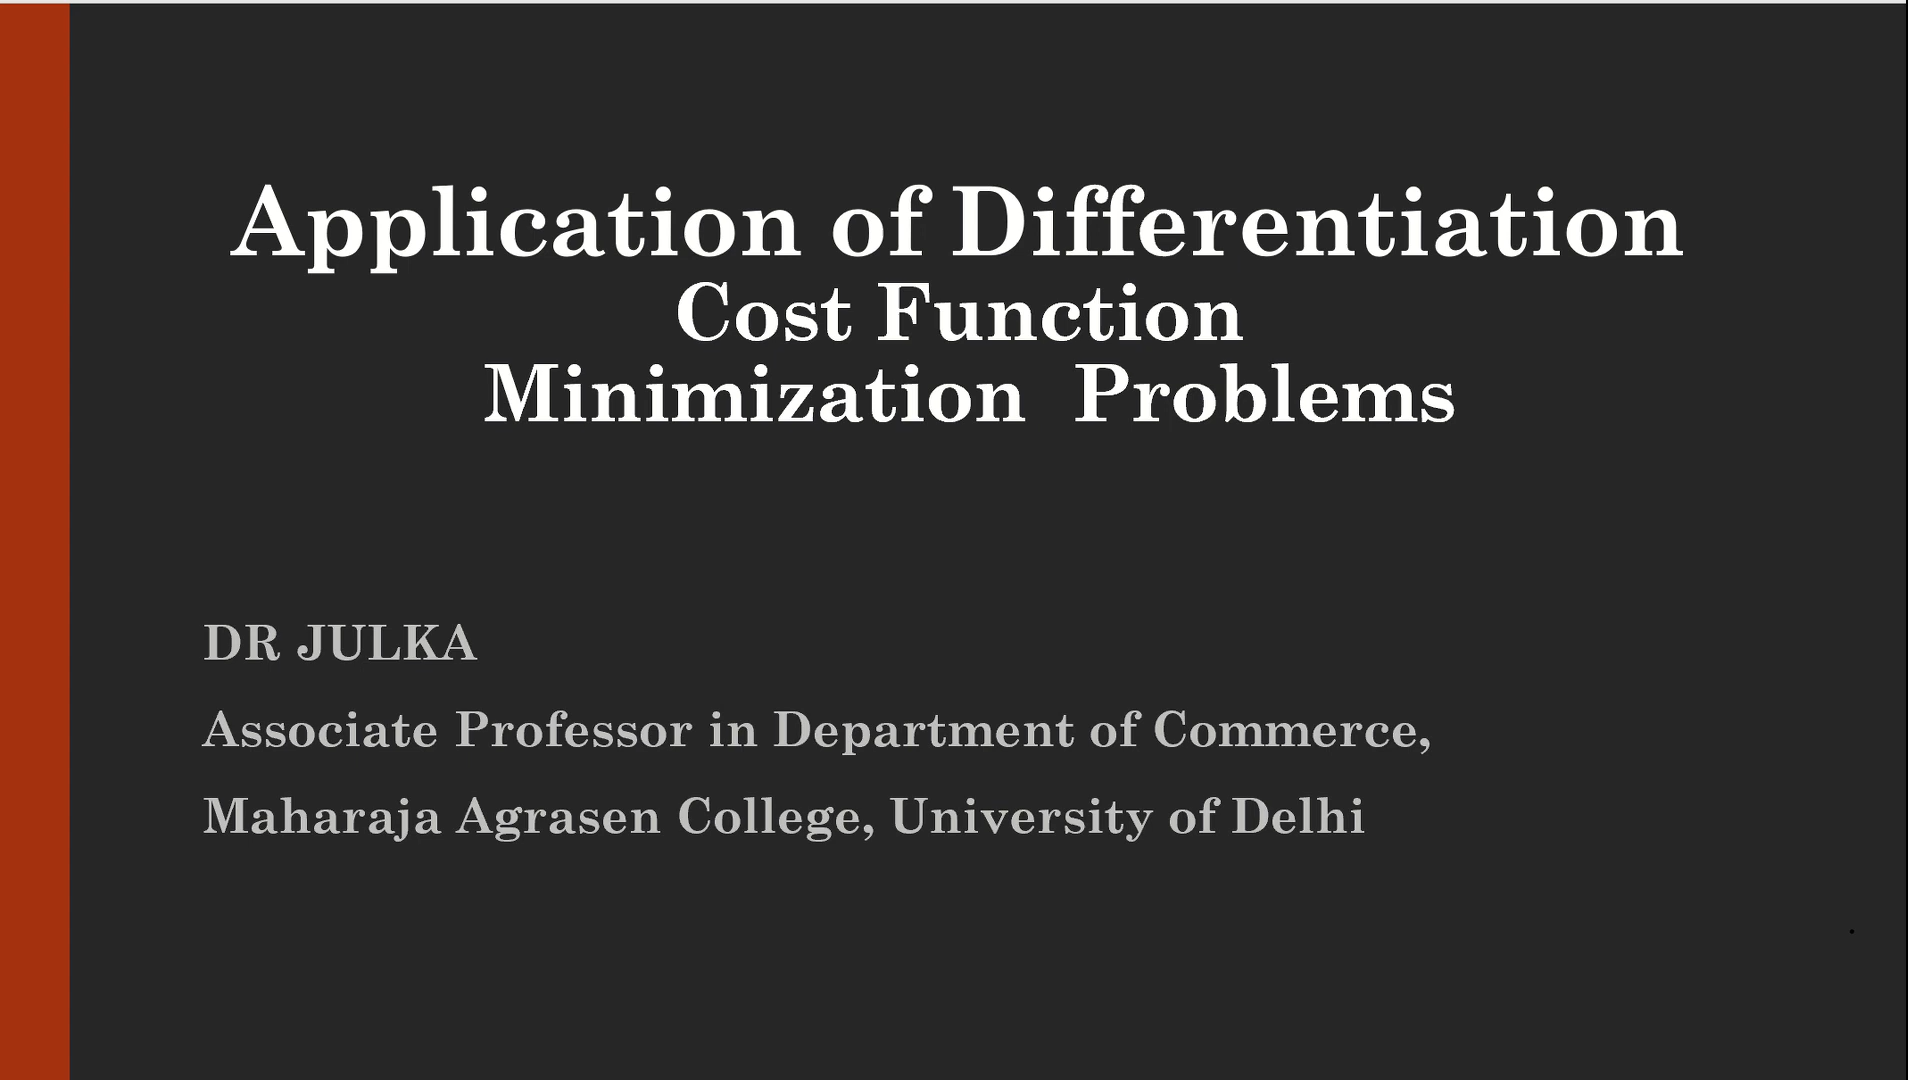 Application of Differentiation
Cost Function
Minimization Problems
DR JULKA
Associate Professor in Department of Commerce,
Maharaja Agrasen College, University of Delhi